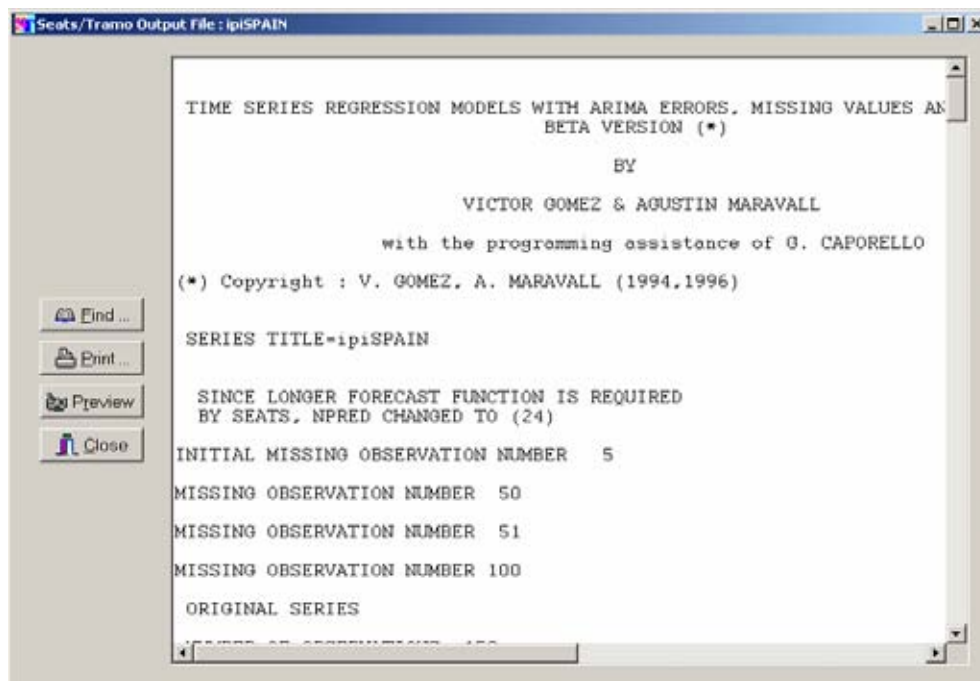 Seats/Tramo Output File : ipiSPAIN
TIME SERIES REGRESSION MODELS WITH ARIMA ERRORS, MISSING VALUES AN
BETA VERSION (*)
BY
VICTOR GOMEZ & AGUSTIN MARAVALL
with the programming assistance of G. CAPORELLO
(*) Copyright : V. GOMEZ, A. MARAVALL (1994,1996)
SERIES TITLE=ipiSPAIN
SINCE LONGER FORECAST FUNCTION IS REQUIRED
BY SEATS, NPRED CHANGED TO (24)
INITIAL MISSING OBSERVATION NUMBER 5
MISSING OBSERVATION NUMBER 50
MISSING OBSERVATION NUMBER 51
MISSING OBSERVATION NUMBER 100
ORIGINAL SERIES
Find ...
Print ...
Preview
Close